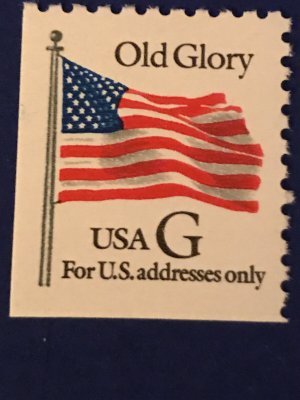 Old Glory
USA G
For U.S. addresses only